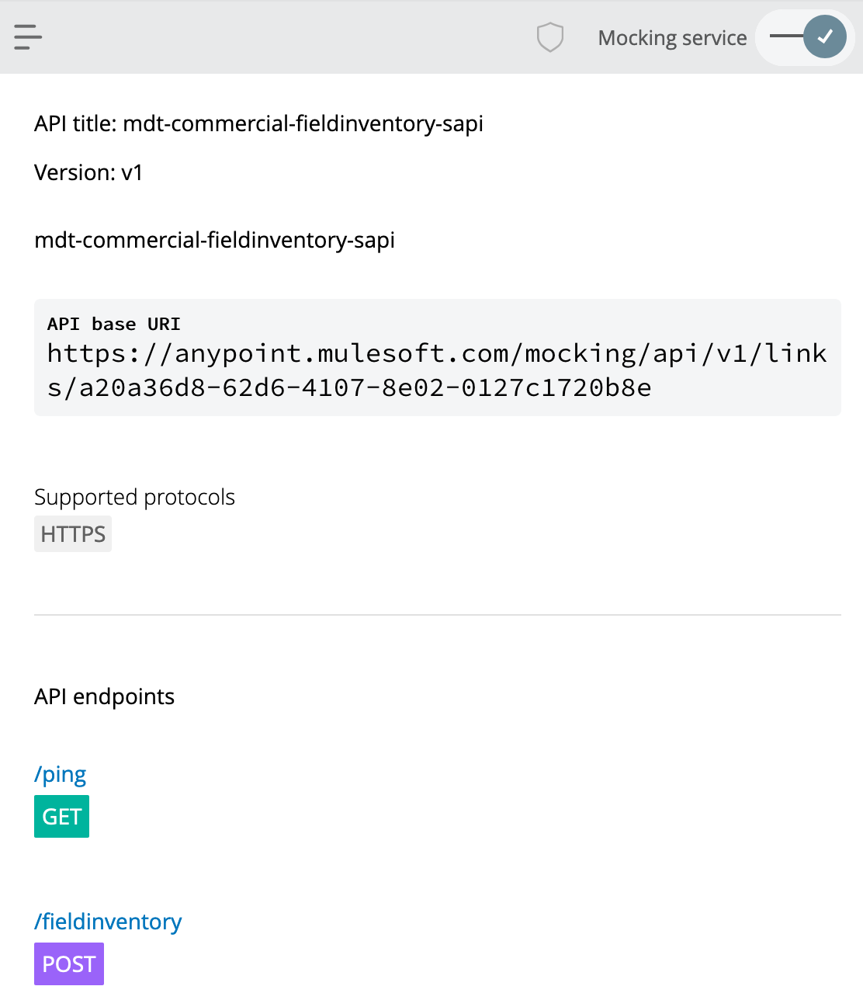 Mocking service
API title: mdt-commercial-fieldinventory-sapi
Version: v1
mdt-commercial-fieldinventory-sapi
API base URI
https://anypoint.mulesoft.com/mocking/api/v1/link
s/a20a36d8-62d6-4107-8e02-0127c1720b8e
Supported protocols
HTTPS
API endpoints
/ping
GET
/fieldinventory
POST